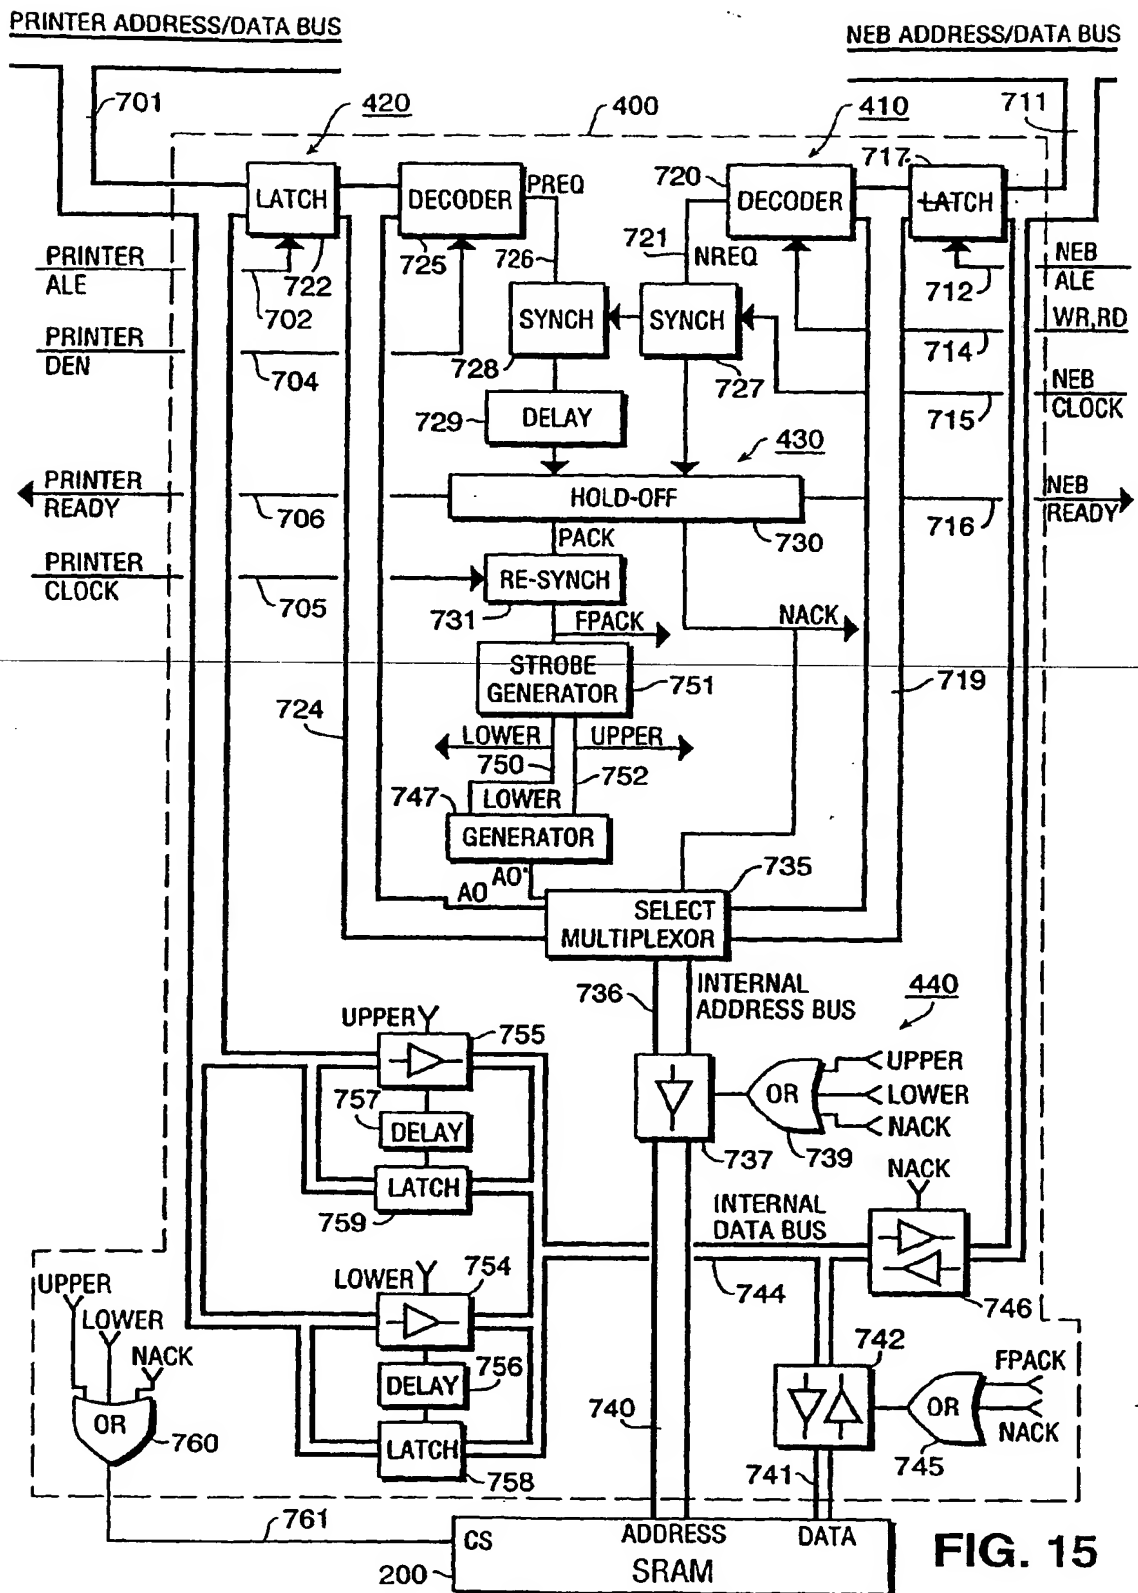 PRINTER ADDRESS/DATA BUS
NEB ADDRESS/DATA BUS
701
420
400
410
711
717
LATCH
DECODER
PREQ
720
DECODER
LATCH
PRINTER
ALE
722
725
726
721
NREQ
712
NEB
ALE
702
SYNCH
SYNCH
WR,RD
714
PRINTER
DEN
704
728
727
NEB
CLOCK
715
729
DELAY
430
PRINTER
READY
706
HOLD-OFF
730
716
NEB
READY
PACK
PRINTER
CLOCK
705
RE-SYNCH
731
FPACK
NACK
STROBE
GENERATOR
751
719
724
LOWER
UPPER
750
752
747
LOWER
GENERATOR
AO
AO'
735
SELECT
MULTIPLEXOR
736
INTERNAL
ADDRESS BUS
440
UPPER
755
UPPER
LOWER
NACK
OR
757
DELAY
737
739
LATCH
759
NACK
INTERNAL
DATA BUS
744
746
LOWER
754
UPPER
LOWER
NACK
756
DELAY
742
FPACK
NACK
OR
OR
760
740
LATCH
758
741
745
761
CS
ADDRESS
DATA
SRAM
200
FIG. 15